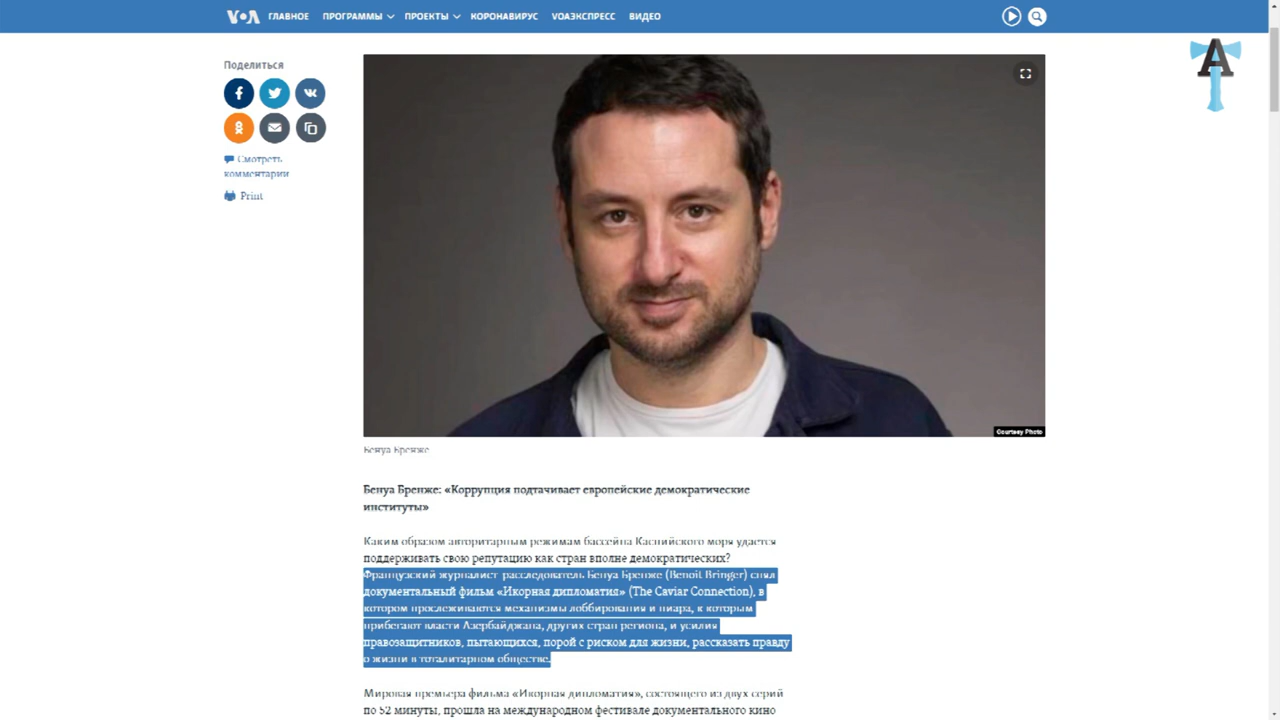 VOA ГЛАВНОЕ ПРОГРАММЫ ПРОЕКТЫ КОРОНАВИРУС VOAЭКСПРЕСС ВИДЕО
Поделиться
Смотреть
комментарии
Print
Courtesy Photo
Бенуа Бренже
Бенуа Бренже: «Коррупция подтачивает европейские демократические
институты»
Каким образом авторитарным режимам бассейна Каспийского моря удается
поддерживать свою репутацию как стран вполне демократических?
Французский журналист-расследователь Бенуа Бренже (Benoit Bringer) снял
документальный фильм «Икорная дипломатия» (The Caviar Connection), в
котором прослеживаются механизмы лоббирования и пиара, к которым
прибегают власти Азербайджана, других стран региона, и усилия
правозащитников, пытающихся, порой с риском для жизни, рассказать правду
о жизни в тоталитарном обществе.
Мировая премьера фильма «Икорная дипломатия», состоящего из двух серий
по 52 минуты, прошла на международном фестивале документального кино